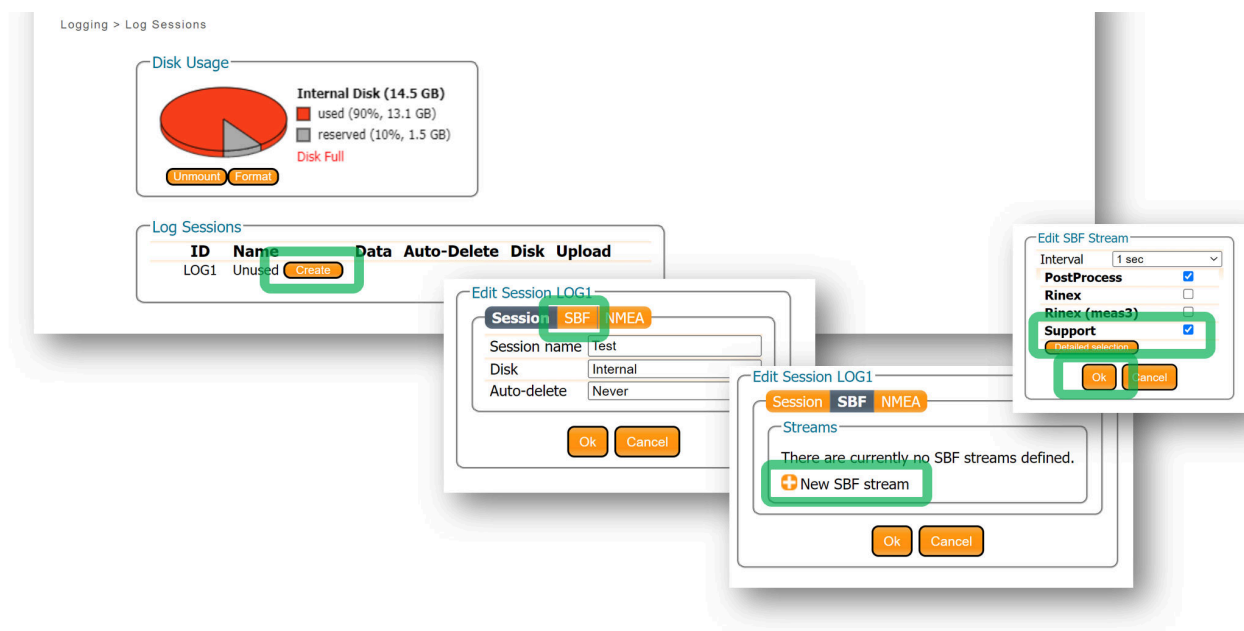 Logging > Log Sessions
Disk Usage
Internal Disk (14.5 GB)
used (90%, 13.1 GB)
reserved (10%, 1.5 GB)
Disk Full
Unmount Format
Log Sessions
ID Name Data Auto-Delete Disk Upload
LOG1 Unused Create
Edit Session LOG1
Session SBF NMEA
Session name Test
Disk Internal
Auto-delete Never
Ok Cancel
Edit Session LOG1
Session SBF NMEA
Streams
There are currently no SBF streams defined.
New SBF stream
Ok Cancel
Edit SBF Stream
Interval 1 sec
PostProcess
Rinex
Rinex (meas3)
Support
Detailed selection
Ok Cancel